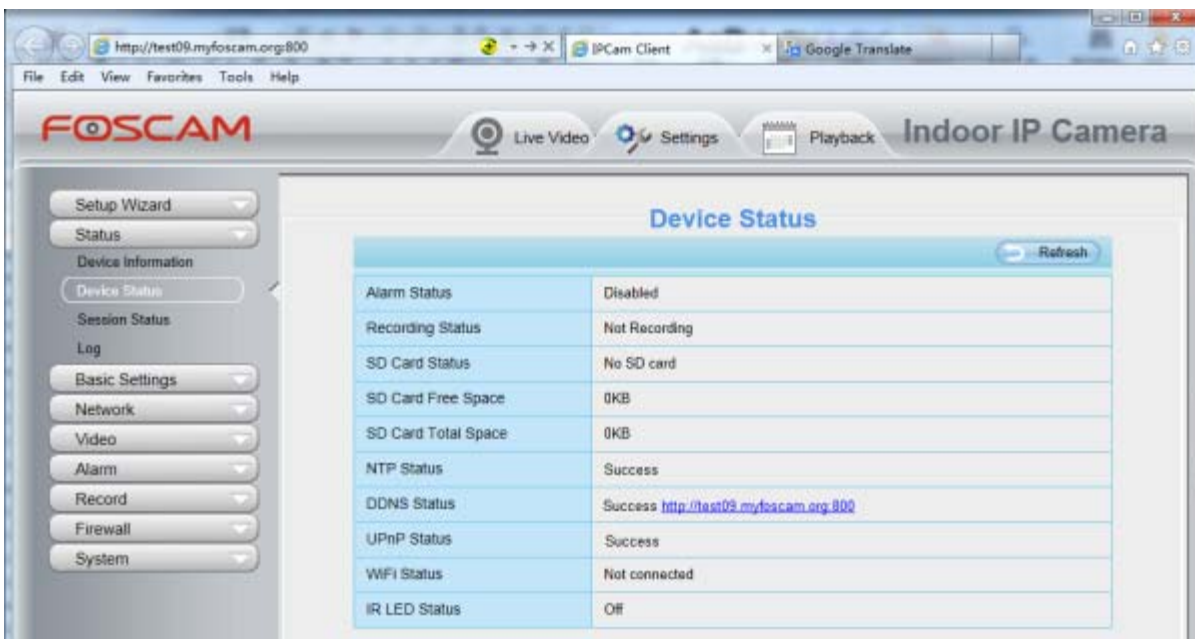 http://test09.myfoscam.org:800
IPCam Client
Google Translate
File Edit View Favorites Tools Help
FOSCAM
Live Video
Settings
Playback
Indoor IP Camera
Setup Wizard
Status
Device Information
Device Status
Session Status
Log
Basic Settings
Network
Video
Alarm
Record
Firewall
System
Device Status
Refresh
Alarm Status Disabled
Recording Status Not Recording
SD Card Status No SD card
SD Card Free Space 0KB
SD Card Total Space 0KB
NTP Status Success
DDNS Status Success http://test09.myfoscam.org:800
UPnP Status Success
WiFi Status Not connected
IR LED Status Off